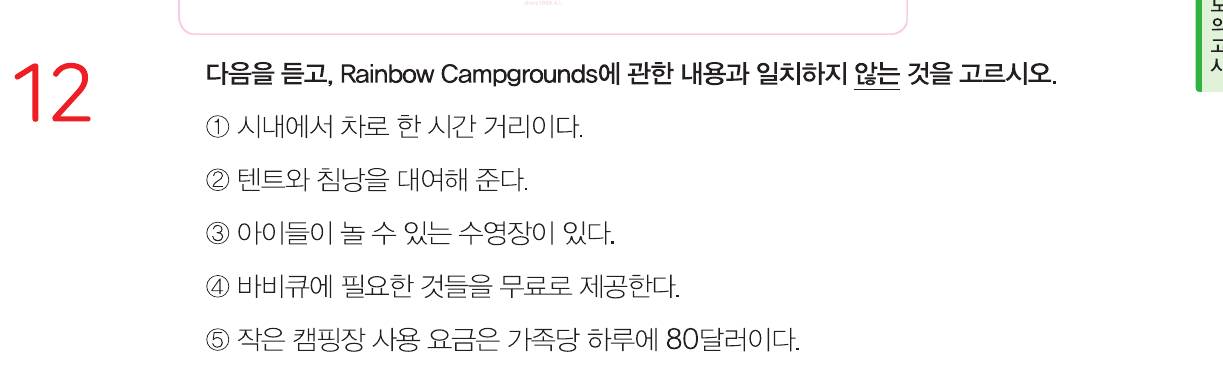 12
다음을 듣고, Rainbow Campgrounds에 관한 내용과 일치하지 않는 것을 고르시오.
① 시내에서 차로 한 시간 거리이다.
② 텐트와 침낭을 대여해 준다.
③ 아이들이 놀 수 있는 수영장이 있다.
④ 바비큐에 필요한 것들을 무료로 제공한다.
⑤ 작은 캠핑장 사용 요금은 가족당 하루에 80달러이다.